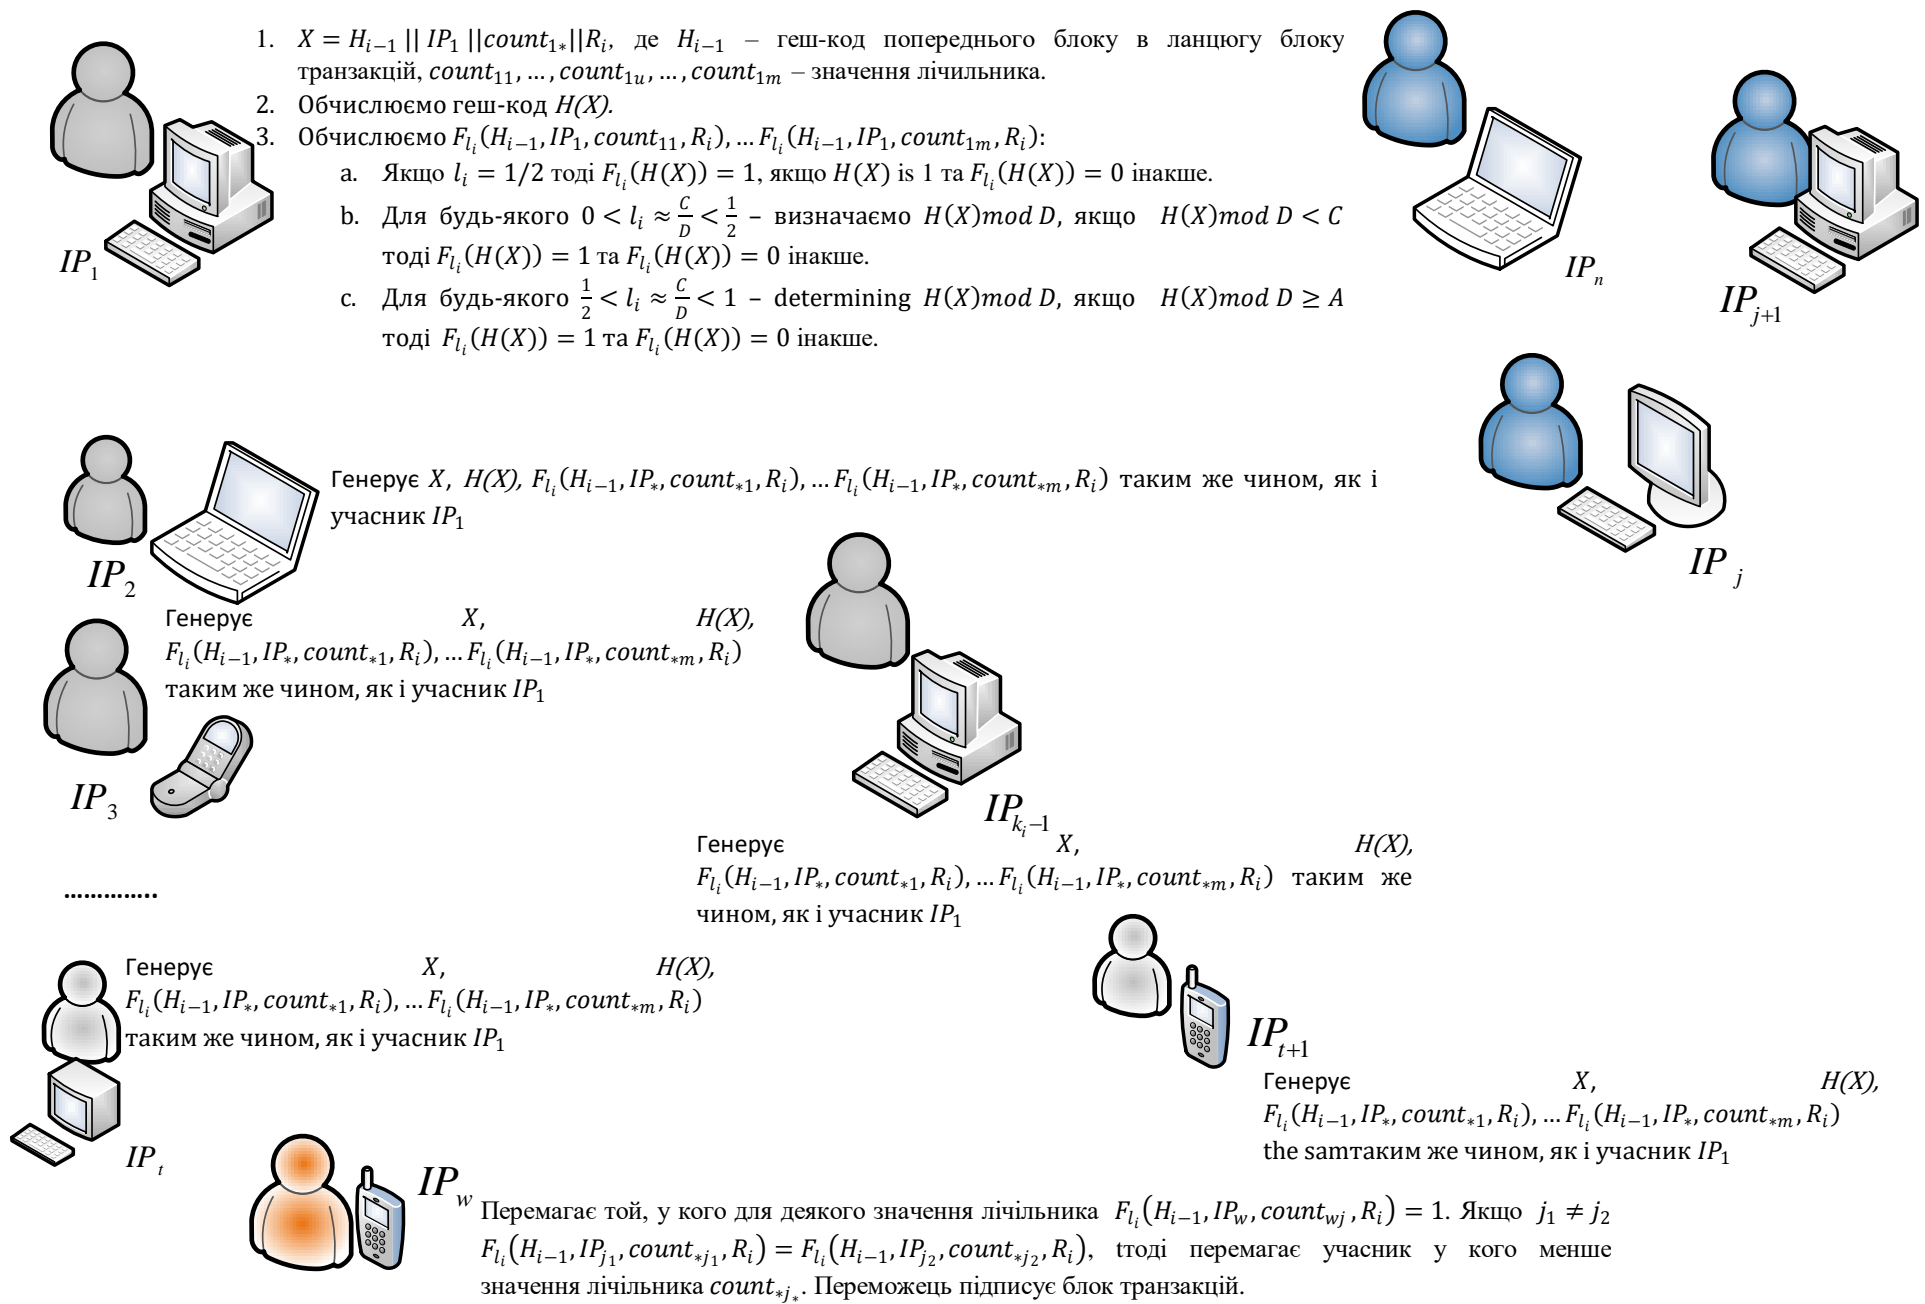 1. X = H_{i−1} || IP_1 ||count_{1*}||R_i, де H_{i−1} – геш-код попереднього блоку в ланцюгу блоку
транзакцій, count_{11}, … , count_{1u}, … , count_{1m} – значення лічильника.
2. Обчислюємо геш-код H(X).
3. Обчислюємо F_{l_i}(H_{i−1}, IP_1, count_{11}, R_i), … F_{l_i}(H_{i−1}, IP_1, count_{1m}, R_i):
a. Якщо l_i = 1/2 тоді F_{l_i}(H(X)) = 1, якщо H(X) is 1 та F_{l_i}(H(X)) = 0 інакше.
b. Для будь-якого 0 < l_i ≈ C/D < 1/2 – визначаємо H(X)mod D, якщо H(X)mod D < C
тоді F_{l_i}(H(X)) = 1 та F_{l_i}(H(X)) = 0 інакше.
c. Для будь-якого 1/2 < l_i ≈ C/D < 1 – determining H(X)mod D, якщо H(X)mod D ≥ A
тоді F_{l_i}(H(X)) = 1 та F_{l_i}(H(X)) = 0 інакше.
IP_1
IP_n
IP_{j+1}
IP_j
Генерує X, H(X), F_{l_i}(H_{i−1}, IP_*, count_{*1}, R_i), … F_{l_i}(H_{i−1}, IP_*, count_{*m}, R_i) таким же чином, як і
учасник IP_1
IP_2
Генерує X, H(X),
F_{l_i}(H_{i−1}, IP_*, count_{*1}, R_i), … F_{l_i}(H_{i−1}, IP_*, count_{*m}, R_i)
таким же чином, як і учасник IP_1
IP_3
IP_{k_i−1}
Генерує X, H(X),
F_{l_i}(H_{i−1}, IP_*, count_{*1}, R_i), … F_{l_i}(H_{i−1}, IP_*, count_{*m}, R_i) таким же
чином, як і учасник IP_1
…………..
Генерує X, H(X),
F_{l_i}(H_{i−1}, IP_*, count_{*1}, R_i), … F_{l_i}(H_{i−1}, IP_*, count_{*m}, R_i)
таким же чином, як і учасник IP_1
IP_t
IP_{t+1}
Генерує X, H(X),
F_{l_i}(H_{i−1}, IP_*, count_{*1}, R_i), … F_{l_i}(H_{i−1}, IP_*, count_{*m}, R_i)
the samтаким же чином, як і учасник IP_1
IP_w
Перемагає той, у кого для деякого значення лічільника F_{l_i}(H_{i−1}, IP_w, count_{wj}, R_i) = 1. Якщо j_1 ≠ j_2
F_{l_i}(H_{i−1}, IP_{j_1}, count_{*j_1}, R_i) = F_{l_i}(H_{i−1}, IP_{j_2}, count_{*j_2}, R_i), tтоді перемагає учасник у кого менше
значення лічільника count_{*j_*}. Переможець підписує блок транзакцій.